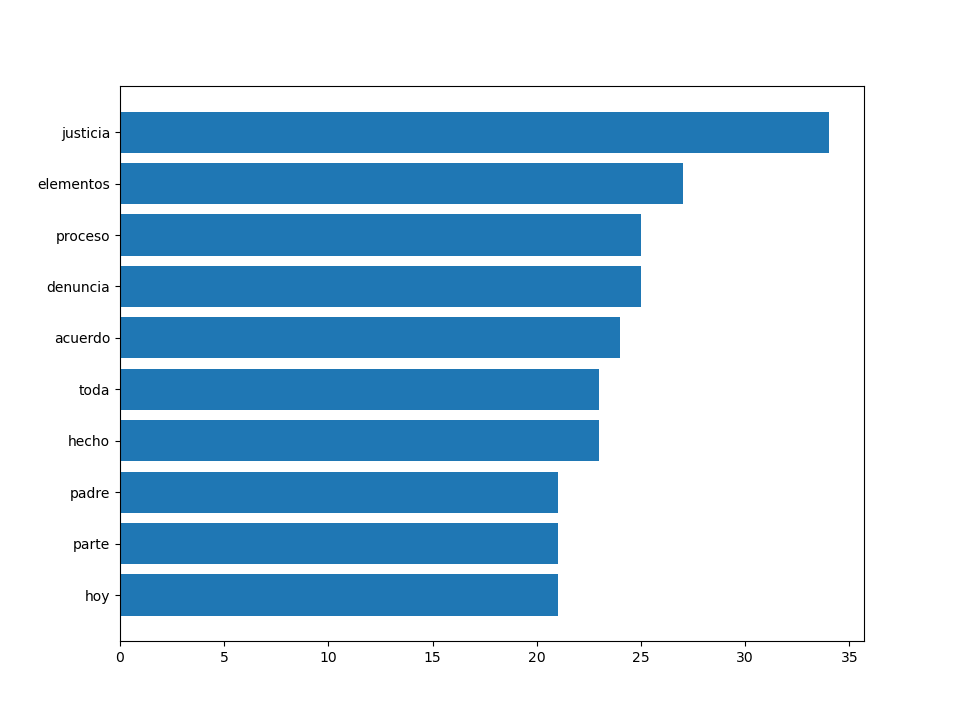 justicia
elementos
proceso
denuncia
acuerdo
toda
hecho
padre
parte
hoy
0 5 10 15 20 25 30 35